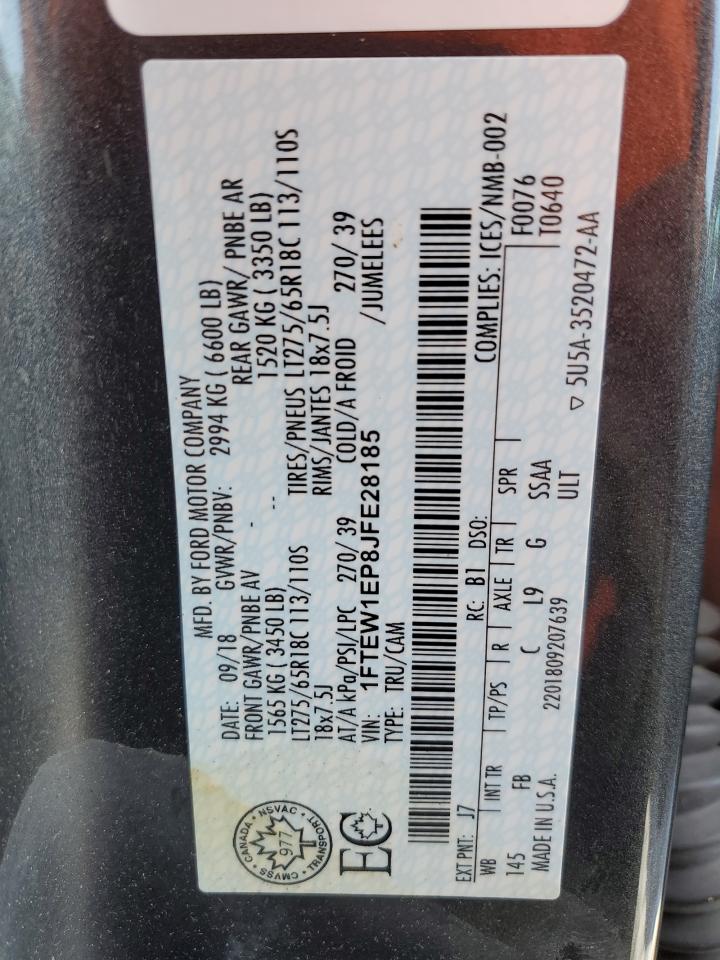 MFD. BY FORD MOTOR COMPANY
DATE: 09/18 GVWR/PNBV: 2994 KG ( 6600 LB)
FRONT GAWR/PNBE AV REAR GAWR/ PNBE AR
1565 KG ( 3450 LB) - 1520 KG ( 3350 LB)
LT275/65R18C 113/110S -- TIRES/PNEUS LT275/65R18C 113/110S
18x7.5J RIMS/JANTES 18x7.5J
AT/A kPa/PSI/LPC 270/ 39 COLD/A FROID 270/ 39
VIN: 1FTEW1EP8JFE28185 /JUMELEES
TYPE: TRU/CAM
CANADA • NSVAC • TRANSPORT • CMVSS •
977
EC
EXT PNT: J7 RC: B1 DSO: COMPLIES: ICES/NMB-002
WB INT TR TP/PS R AXLE TR SPR F0076
145 FB C L9 G SSAA T0640
MADE IN U.S.A. 2201809207639 ULT ▽ 5U5A-3520472-AA